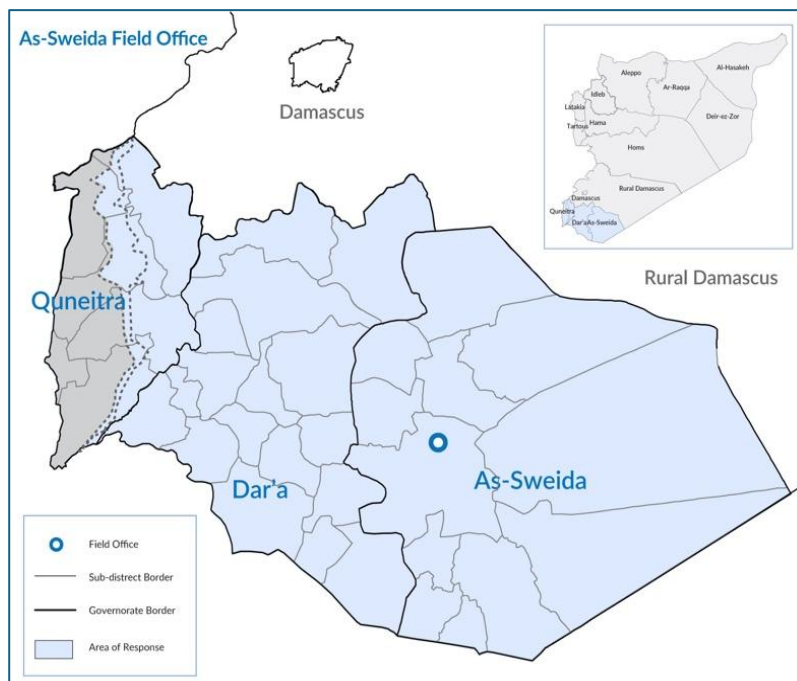 As-Sweida Field Office
Damascus
Quneitra
Rural Damascus
Dar'a
As-Sweida
Field Office
Sub-distrect Border
Governorate Border
Area of Response
Aleppo
Al-Hasakeh
Ar-Raqqa
Idleb
Latakia
Hama
Tartous
Deir-ez-Zor
Homs
Rural Damascus
Damascus
Quneitra
Dar'a
As-Sweida